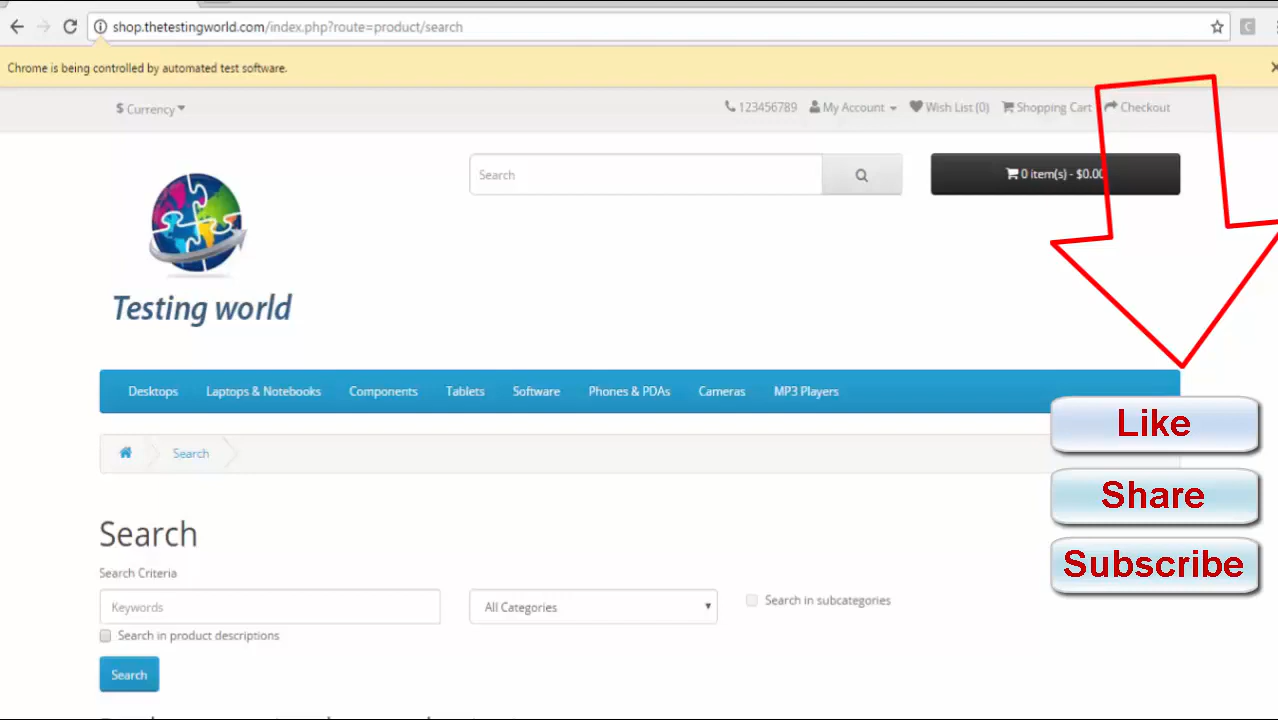 shop.thetestingworld.com/index.php?route=product/search
Chrome is being controlled by automated test software.
$ Currency
123456789 My Account Wish List (0) Shopping Cart Checkout
Search
0 item(s) - $0.00
Testing world
Desktops Laptops & Notebooks Components Tablets Software Phones & PDAs Cameras MP3 Players
Search
Like
Share
Subscribe
Search
Search Criteria
Keywords
All Categories
Search in subcategories
Search in product descriptions
Search